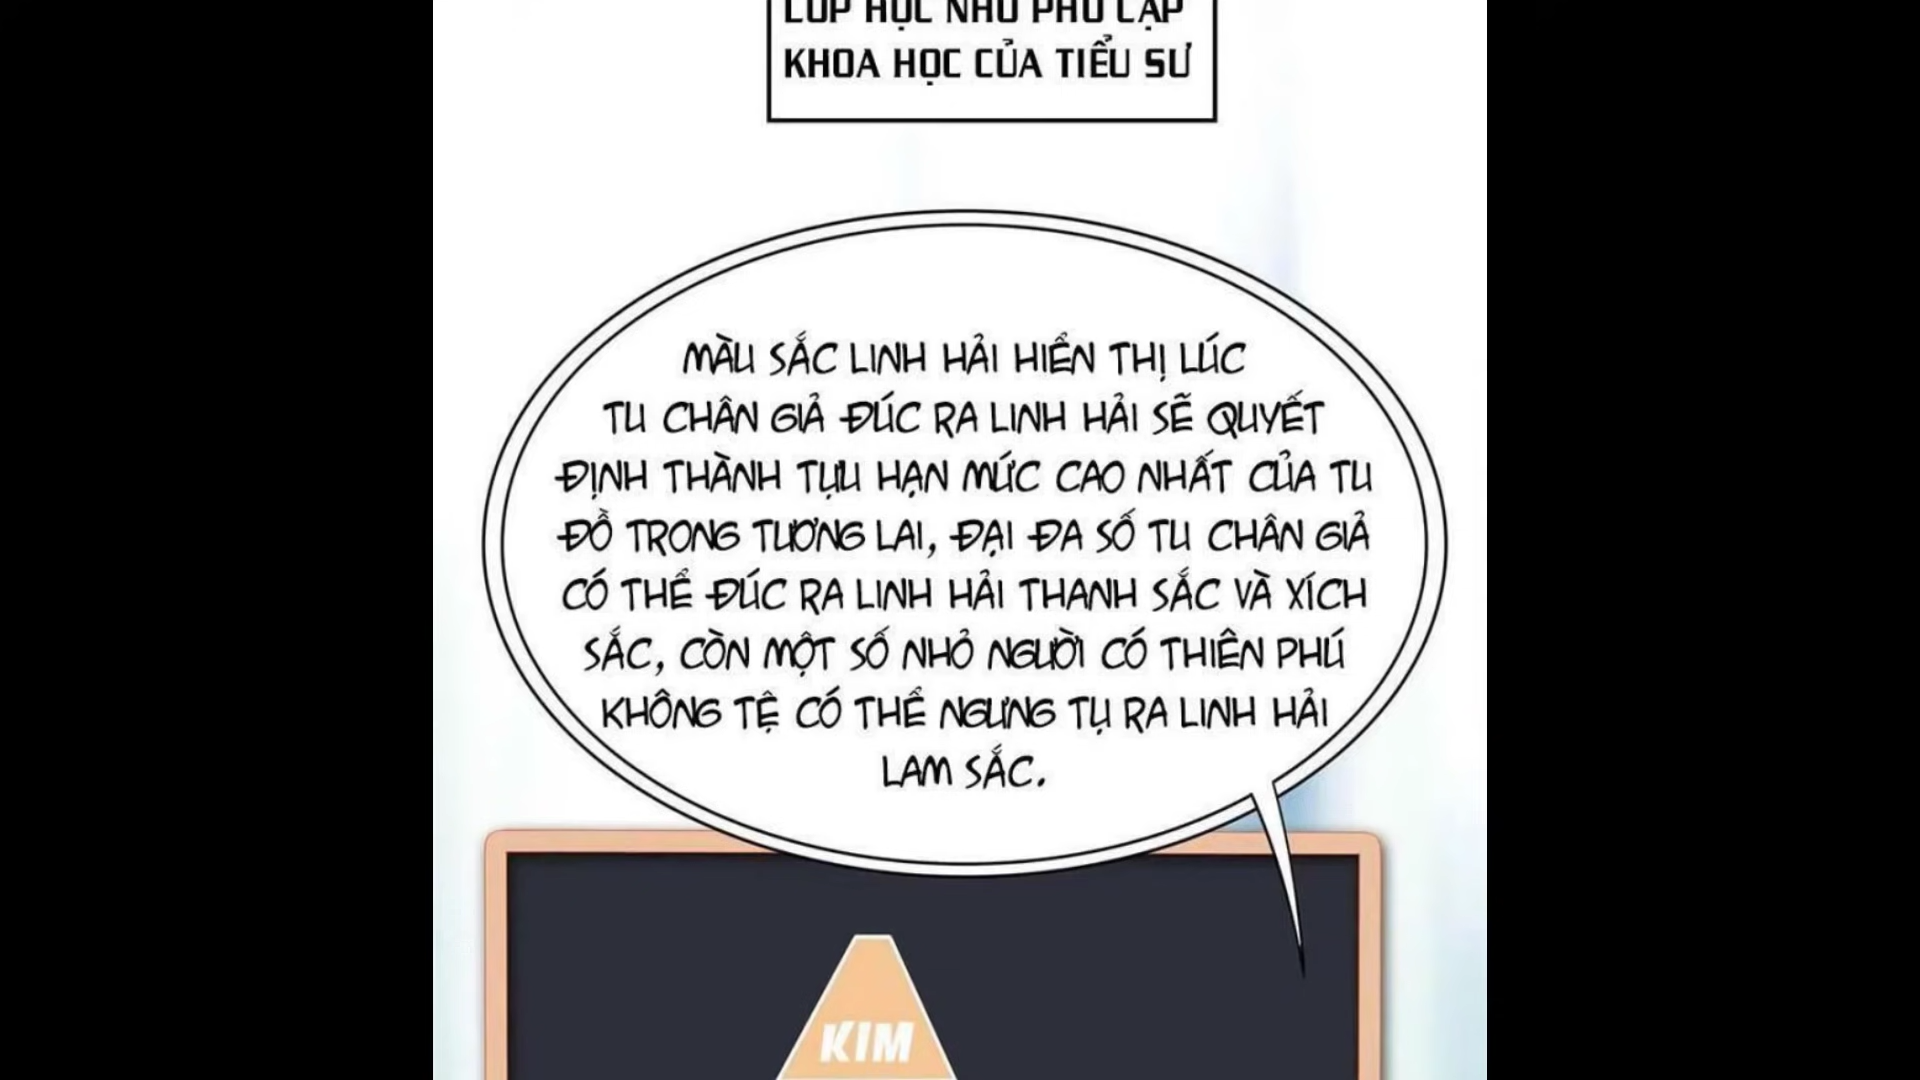 LỚP HỌC NHỎ PHỔ CẬP
KHOA HỌC CỦA TIỂU SƯ
MÀU SẮC LINH HẢI HIỂN THỊ LÚC
TU CHÂN GIẢ ĐÚC RA LINH HẢI SẼ QUYẾT
ĐỊNH THÀNH TỰU HẠN MỨC CAO NHẤT CỦA TU
ĐỒ TRONG TƯƠNG LAI, ĐẠI ĐA SỐ TU CHÂN GIẢ
CÓ THỂ ĐÚC RA LINH HẢI THANH SẮC VÀ XÍCH
SẮC, CÒN MỘT SỐ NHỎ NGƯỜI CÓ THIÊN PHÚ
KHÔNG TỆ CÓ THỂ NGƯNG TỤ RA LINH HẢI
LAM SẮC.
KIM